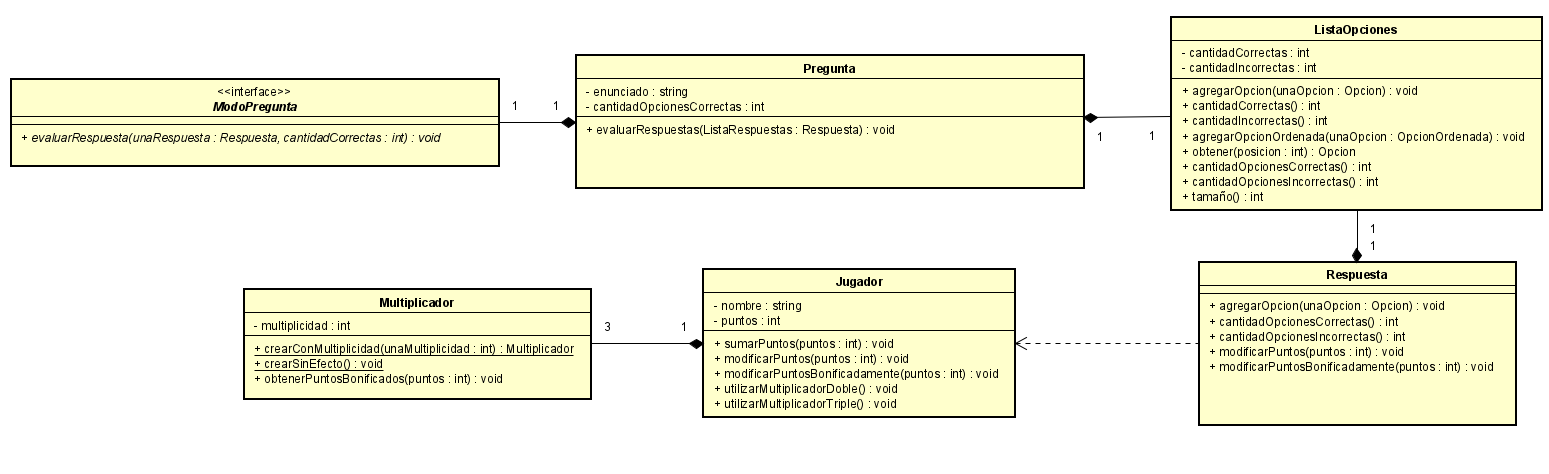 <<interface>>
ModoPregunta
+ evaluarRespuesta(unaRespuesta : Respuesta, cantidadCorrectas : int) : void
1
1
Pregunta
- enunciado : string
- cantidadOpcionesCorrectas : int
+ evaluarRespuestas(ListaRespuestas : Respuesta) : void
1
1
ListaOpciones
- cantidadCorrectas : int
- cantidadIncorrectas : int
+ agregarOpcion(unaOpcion : Opcion) : void
+ cantidadCorrectas() : int
+ cantidadIncorrectas() : int
+ agregarOpcionOrdenada(unaOpcion : OpcionOrdenada) : void
+ obtener(posicion : int) : Opcion
+ cantidadOpcionesCorrectas() : int
+ cantidadOpcionesIncorrectas() : int
+ tamaño() : int
1
1
Multiplicador
- multiplicidad : int
+ crearConMultiplicidad(unaMultiplicidad : int) : Multiplicador
+ crearSinEfecto() : void
+ obtenerPuntosBonificados(puntos : int) : void
3
1
Jugador
- nombre : string
- puntos : int
+ sumarPuntos(puntos : int) : void
+ modificarPuntos(puntos : int) : void
+ modificarPuntosBonificadamente(puntos : int) : void
+ utilizarMultiplicadorDoble() : void
+ utilizarMultiplicadorTriple() : void
Respuesta
+ agregarOpcion(unaOpcion : Opcion) : void
+ cantidadOpcionesCorrectas() : int
+ cantidadOpcionesIncorrectas() : int
+ modificarPuntos(puntos : int) : void
+ modificarPuntosBonificadamente(puntos : int) : void